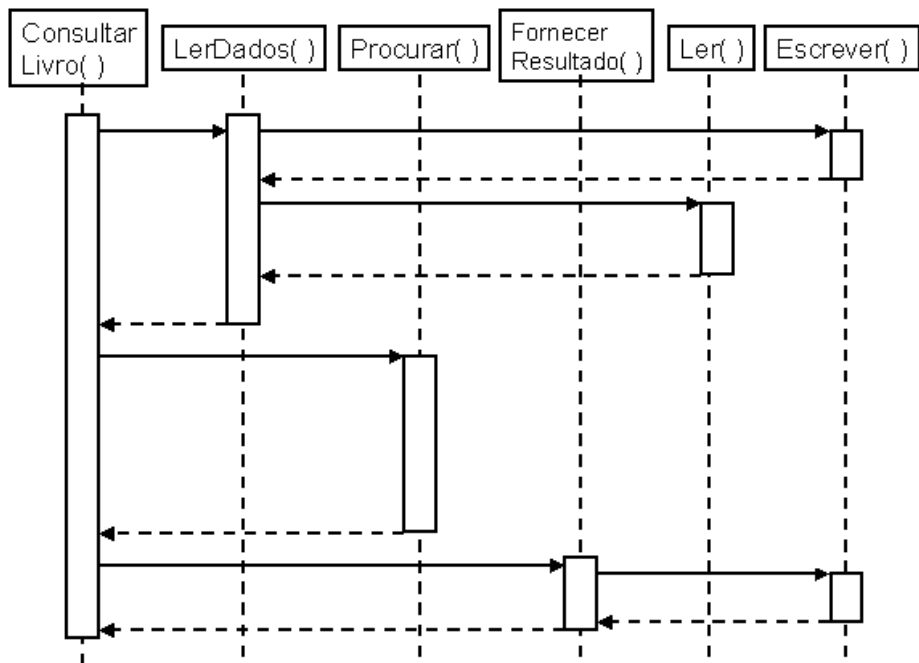 Consultar
Livro( )
LerDados( )
Procurar( )
Fornecer
Resultado( )
Ler( )
Escrever( )